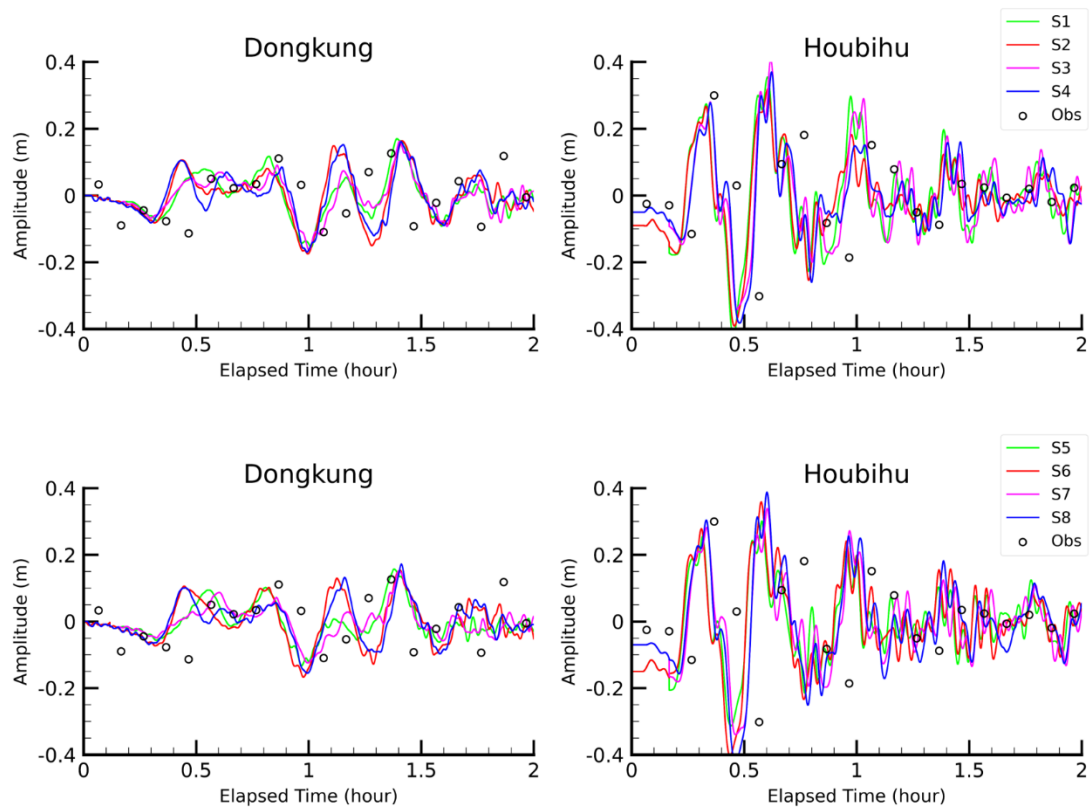 Dongkung
Houbihu
S1
S2
S3
S4
Obs
Amplitude (m)
0.4
0.2
0
-0.2
-0.4
0
0.5
1
1.5
2
Elapsed Time (hour)
Amplitude (m)
0.4
0.2
0
-0.2
-0.4
0
0.5
1
1.5
2
Elapsed Time (hour)
Dongkung
Houbihu
S5
S6
S7
S8
Obs
Amplitude (m)
0.4
0.2
0
-0.2
-0.4
0
0.5
1
1.5
2
Elapsed Time (hour)
Amplitude (m)
0.4
0.2
0
-0.2
-0.4
0
0.5
1
1.5
2
Elapsed Time (hour)